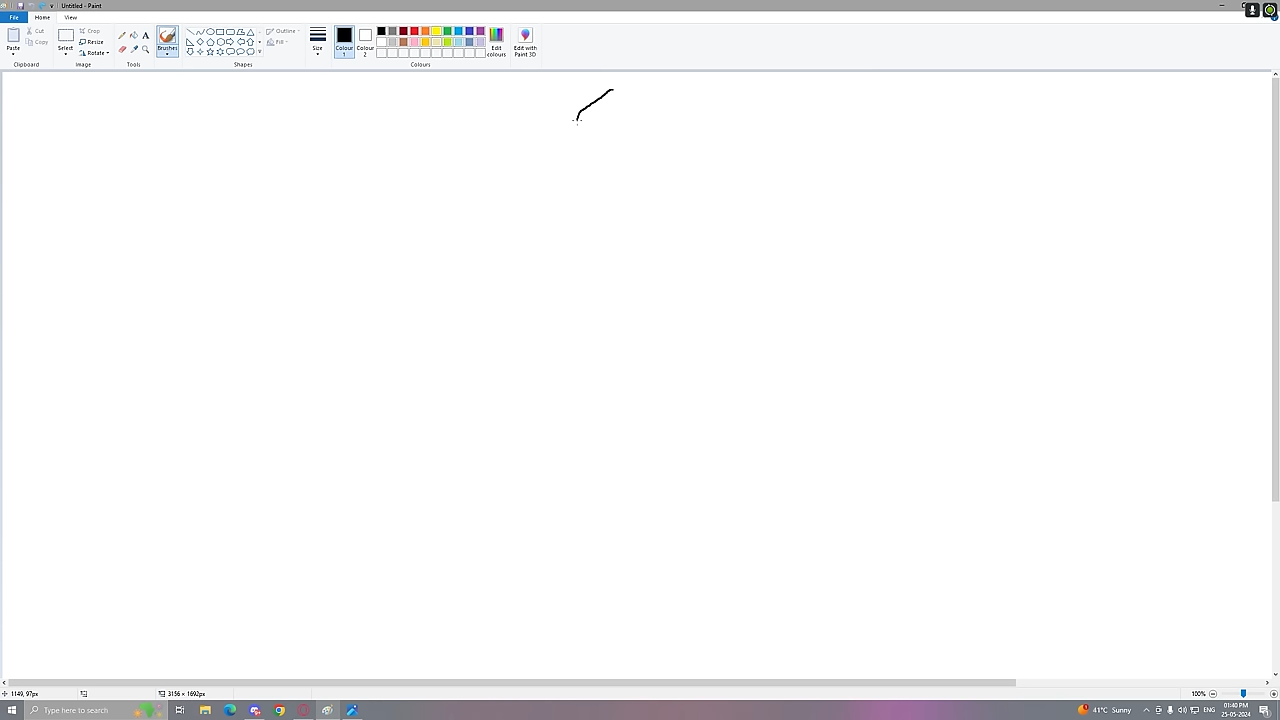 Untitled - Paint
File Home View
Paste
Cut
Copy
Clipboard
Select
Crop
Resize
Rotate
Image
Tools
Brushes
Shapes
Outline
Fill
Size
Colour 1
Colour 2
Colours
Edit colours
Edit with Paint 3D
1149, 97px
3156 × 1692px
100%
Type here to search
41°C Sunny
ENG
01:40 PM
25-05-2024